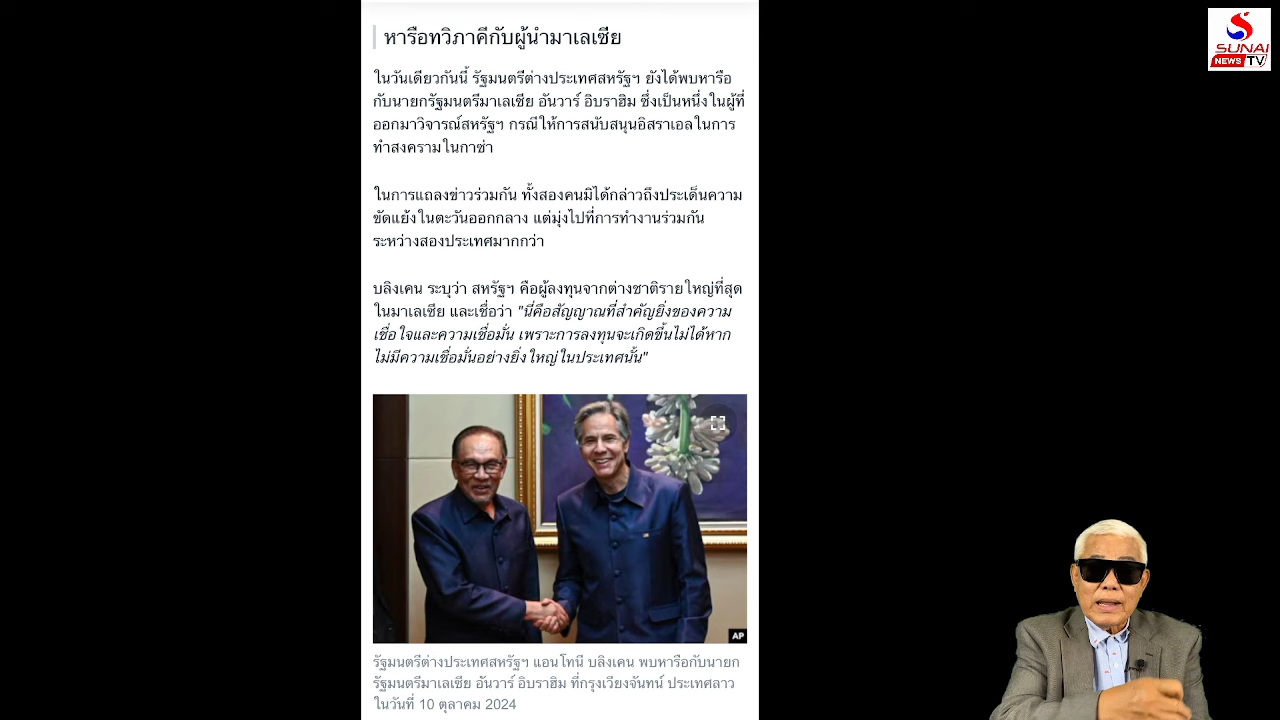 หารือทวิภาคีกับผู้นำมาเลเซีย
ในวันเดียวกันนี้ รัฐมนตรีต่างประเทศสหรัฐฯ ยังได้พบหารือ
กับนายกรัฐมนตรีมาเลเซีย อันวาร์ อิบราฮิม ซึ่งเป็นหนึ่งในผู้ที่
ออกมาวิจารณ์สหรัฐฯ กรณีให้การสนับสนุนอิสราเอลในการ
ทำสงครามในกาซ่า
ในการแถลงข่าวร่วมกัน ทั้งสองคนมิได้กล่าวถึงประเด็นความ
ขัดแย้งในตะวันออกกลาง แต่มุ่งไปที่การทำงานร่วมกัน
ระหว่างสองประเทศมากกว่า
บลิงเคน ระบุว่า สหรัฐฯ คือผู้ลงทุนจากต่างชาติรายใหญ่ที่สุด
ในมาเลเซีย และเชื่อว่า "นี่คือสัญญาณที่สำคัญยิ่งของความ
เชื่อใจและความเชื่อมั่น เพราะการลงทุนจะเกิดขึ้นไม่ได้หาก
ไม่มีความเชื่อมั่นอย่างยิ่งใหญ่ในประเทศนั้น"
AP
รัฐมนตรีต่างประเทศสหรัฐฯ แอนโทนี บลิงเคน พบหารือกับนายก
รัฐมนตรีมาเลเซีย อันวาร์ อิบราฮิม ที่กรุงเวียงจันทน์ ประเทศลาว
ในวันที่ 10 ตุลาคม 2024
SUNAI
NEWS TV